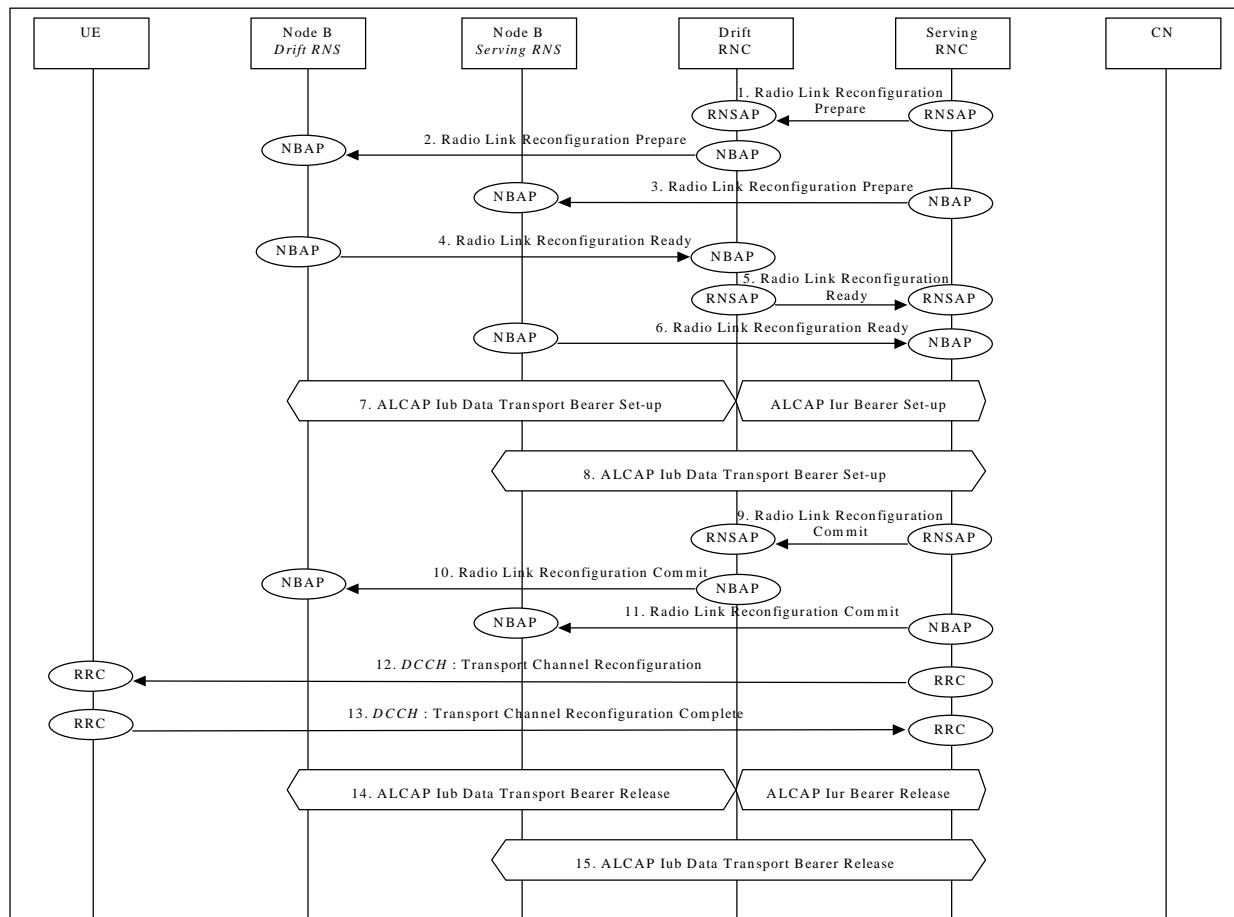 UE
Node B
Drift RNS
Node B
Serving RNS
Drift
RNC
Serving
RNC
CN
1. Radio Link Reconfiguration
Prepare
RNSAP
RNSAP
2. Radio Link Reconfiguration Prepare
NBAP
NBAP
3. Radio Link Reconfiguration Prepare
NBAP
NBAP
4. Radio Link Reconfiguration Ready
NBAP
NBAP
5. Radio Link Reconfiguration
Ready
RNSAP
RNSAP
6. Radio Link Reconfiguration Ready
NBAP
NBAP
7. ALCAP Iub Data Transport Bearer Set-up
ALCAP Iur Bearer Set-up
8. ALCAP Iub Data Transport Bearer Set-up
9. Radio Link Reconfiguration
Commit
RNSAP
RNSAP
10. Radio Link Reconfiguration Commit
NBAP
NBAP
11. Radio Link Reconfiguration Commit
NBAP
NBAP
12. DCCH : Transport Channel Reconfiguration
RRC
RRC
13. DCCH : Transport Channel Reconfiguration Complete
RRC
RRC
14. ALCAP Iub Data Transport Bearer Release
ALCAP Iur Bearer Release
15. ALCAP Iub Data Transport Bearer Release